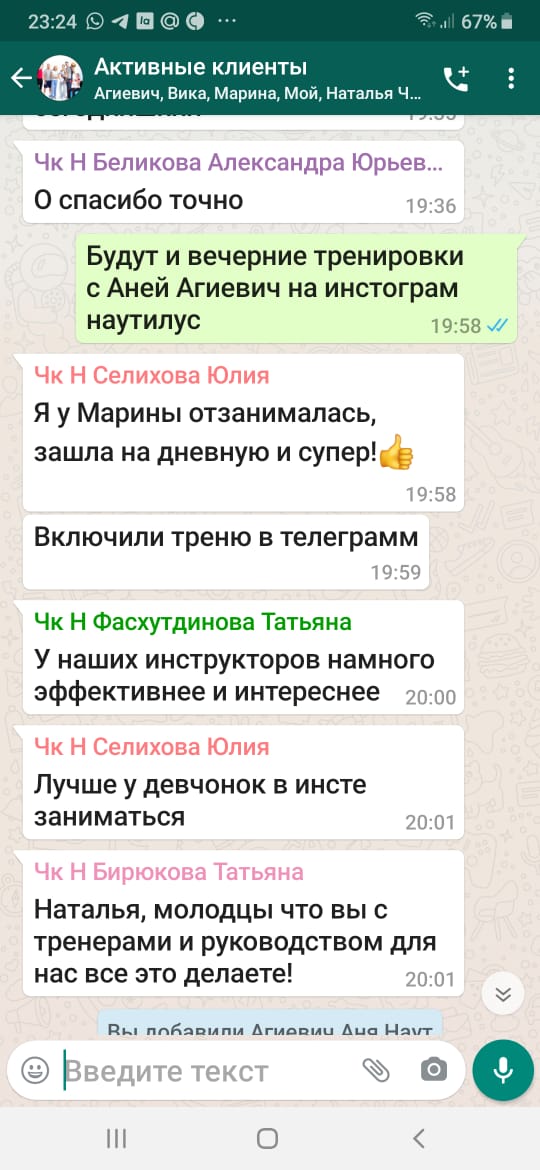 23:24
67%
Активные клиенты
Агиевич, Вика, Марина, Мой, Наталья Ч...
19:35
Чк Н Беликова Александра Юрьев...
О спасибо точно
19:36
Будут и вечерние тренировки
с Аней Агиевич на инстограм
наутилус
19:58
Чк Н Селихова Юлия
Я у Марины отзанималась,
зашла на дневную и супер!👍
19:58
Включили треню в телеграмм
19:59
Чк Н Фасхутдинова Татьяна
У наших инструкторов намного
эффективнее и интереснее
20:00
Чк Н Селихова Юлия
Лучше у девчонок в инсте
заниматься
20:01
Чк Н Бирюкова Татьяна
Наталья, молодцы что вы с
тренерами и руководством для
нас все это делаете!
20:01
Вы добавили Агиевич Аня Наут
Введите текст